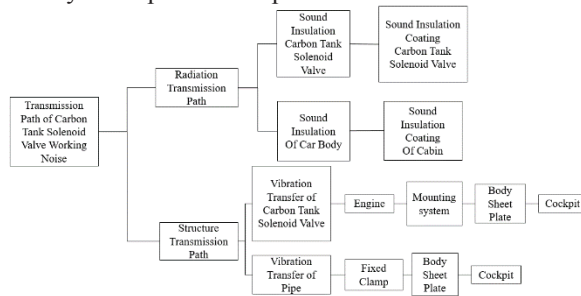 Sound
Insulation
Carbon Tank
Solenoid
Valve
Sound Insulation
Coating
Carbon Tank
Solenoid Valve
Radiation
Transmission
Path
Transmission
Path of Carbon
Tank Solenoid
Valve Working
Noise
Sound
Insulation
Of Car Body
Sound
Insulation
Coating
Of Cabin
Vibration
Transfer of
Carbon Tank
Solenoid Valve
Engine
Mounting
system
Body
Sheet
Plate
Cockpit
Structure
Transmission
Path
Vibration
Transfer of
Pipe
Fixed
Clamp
Body
Sheet
Plate
Cockpit